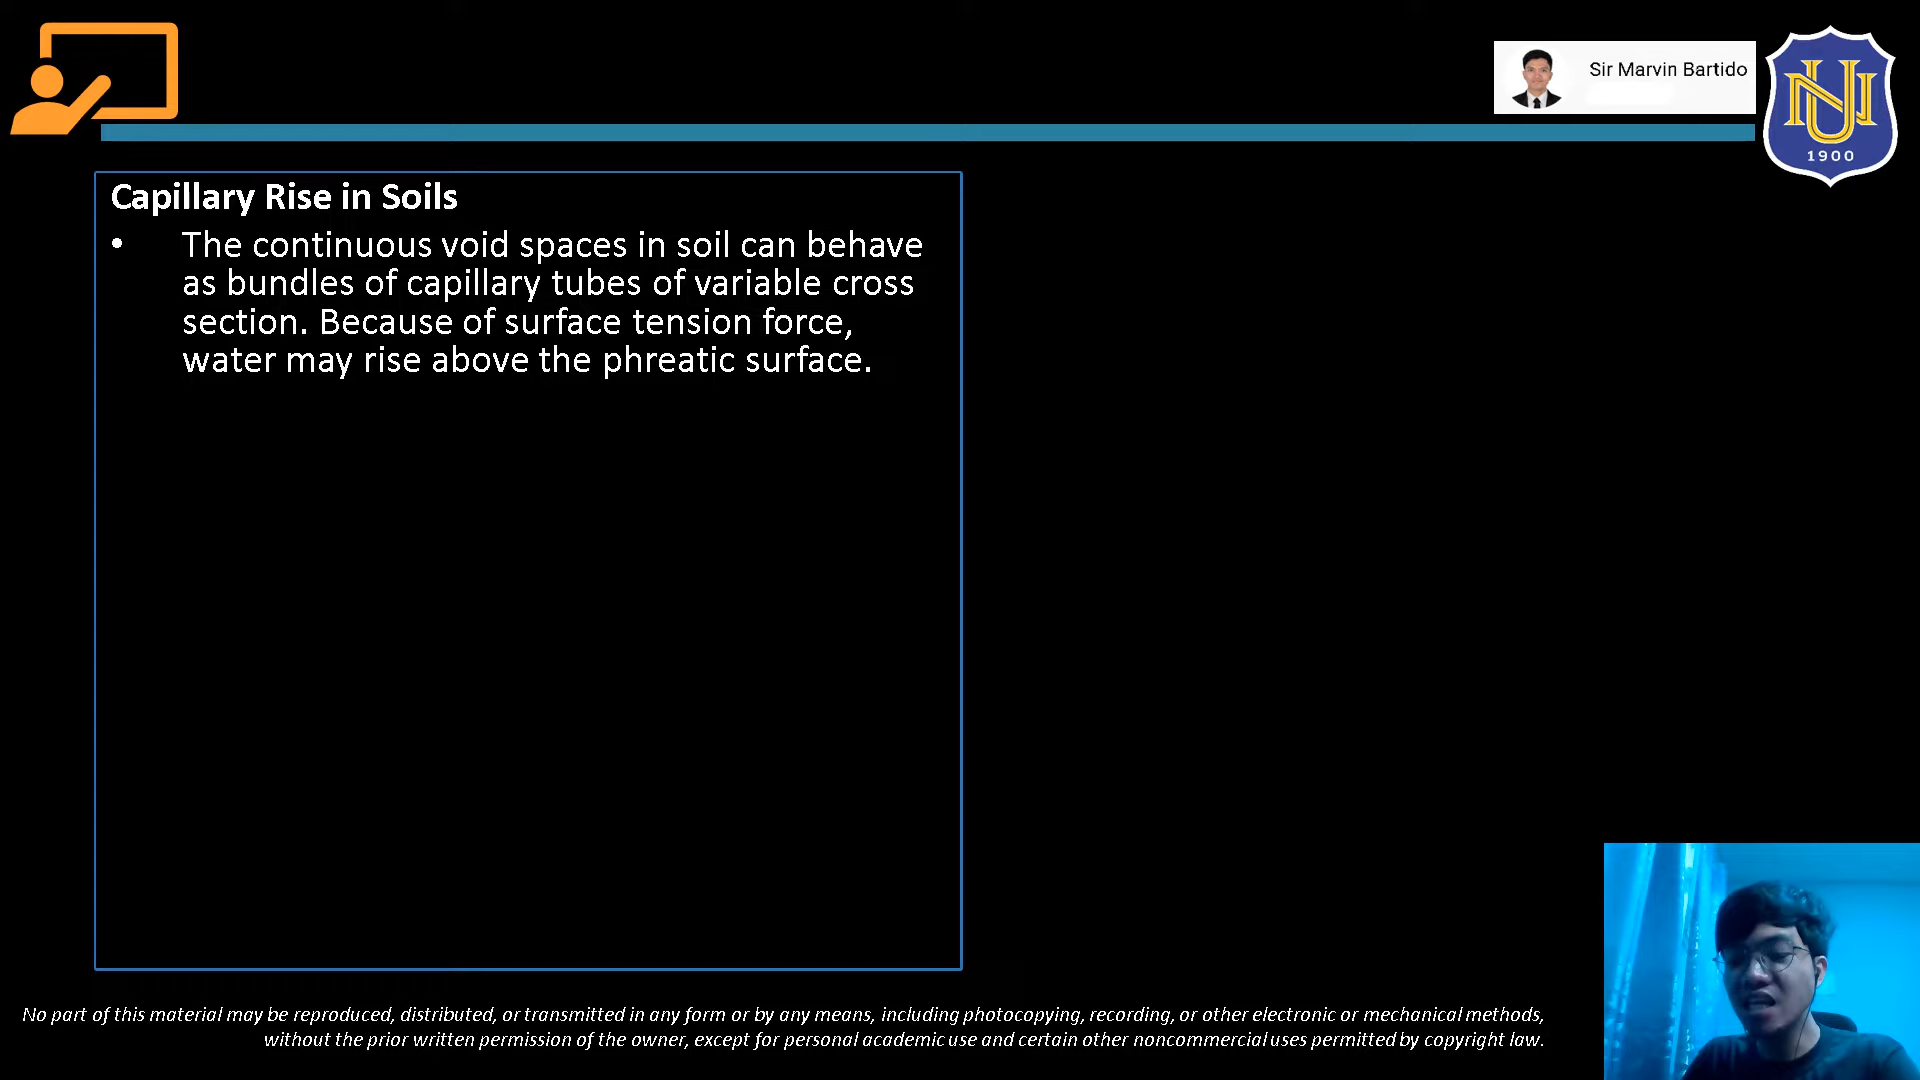 Sir Marvin Bartido
NU
1900
Capillary Rise in Soils
• The continuous void spaces in soil can behave
as bundles of capillary tubes of variable cross
section. Because of surface tension force,
water may rise above the phreatic surface.
No part of this material may be reproduced, distributed, or transmitted in any form or by any means, including photocopying, recording, or other electronic or mechanical methods,
without the prior written permission of the owner, except for personal academic use and certain other noncommercial uses permitted by copyright law.